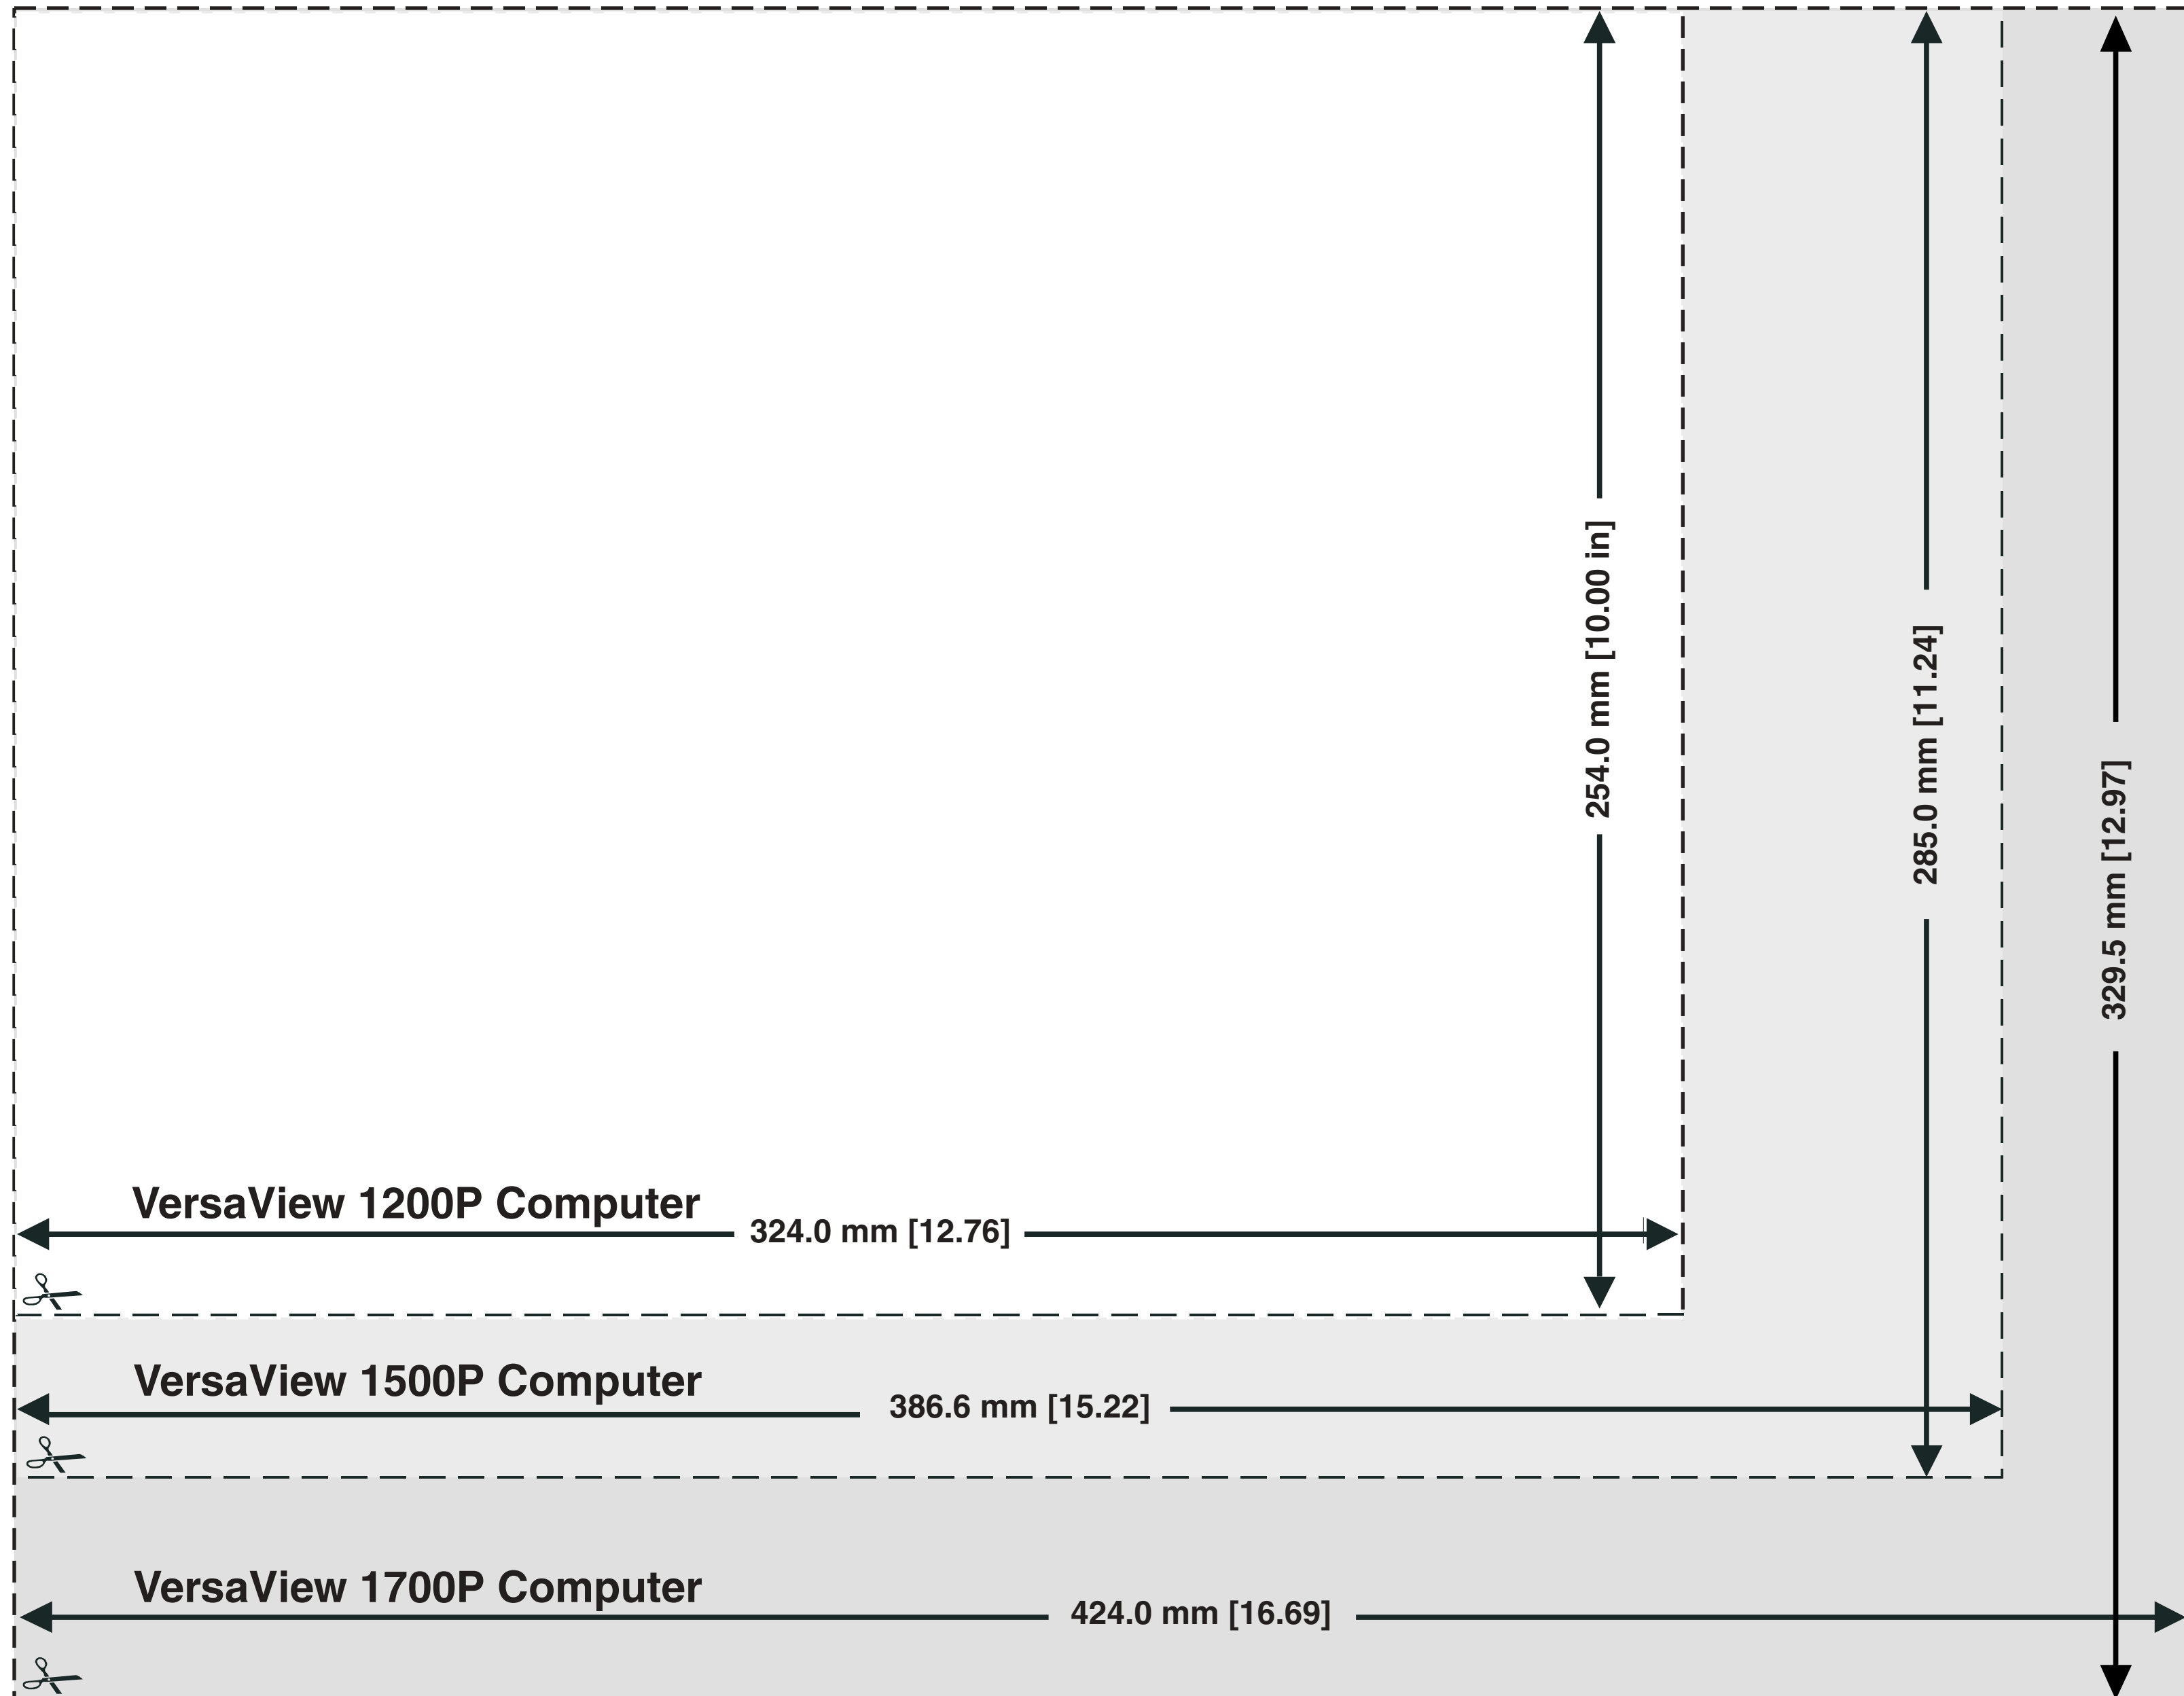 254.0 mm [10.00 in]
285.0 mm [11.24]
329.5 mm [12.97]
VersaView 1200P Computer
324.0 mm [12.76]
VersaView 1500P Computer
386.6 mm [15.22]
VersaView 1700P Computer
424.0 mm [16.69]